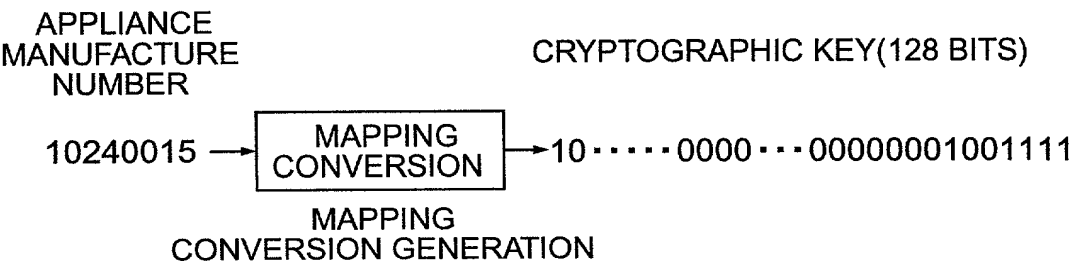 APPLIANCE
MANUFACTURE
NUMBER
CRYPTOGRAPHIC KEY(128 BITS)
10240015
MAPPING
CONVERSION
10·····0000···00000001001111
MAPPING
CONVERSION GENERATION